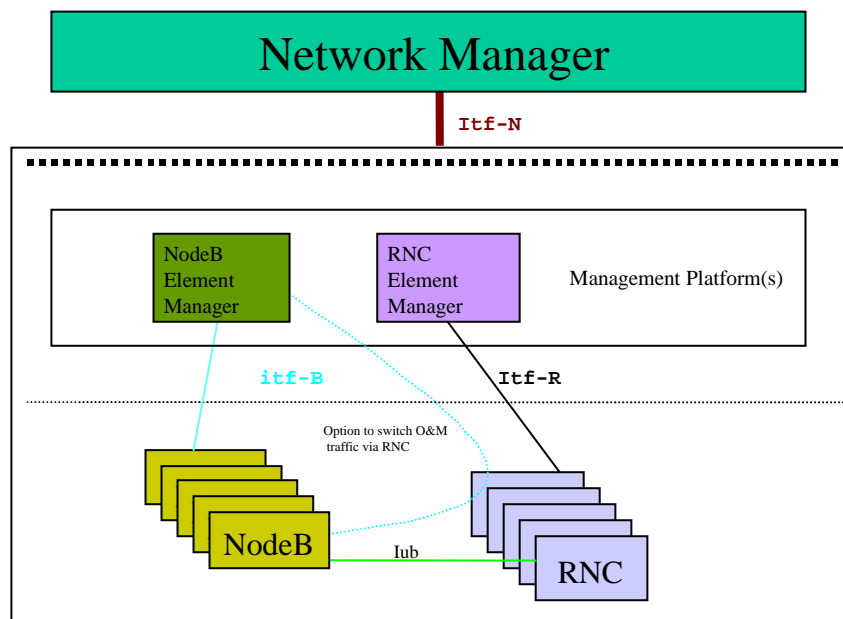 Network Manager
Itf-N
NodeB
Element
Manager
RNC
Element
Manager
Management Platform(s)
itf-B
Itf-R
Option to switch O&M
traffic via RNC
NodeB
Iub
RNC